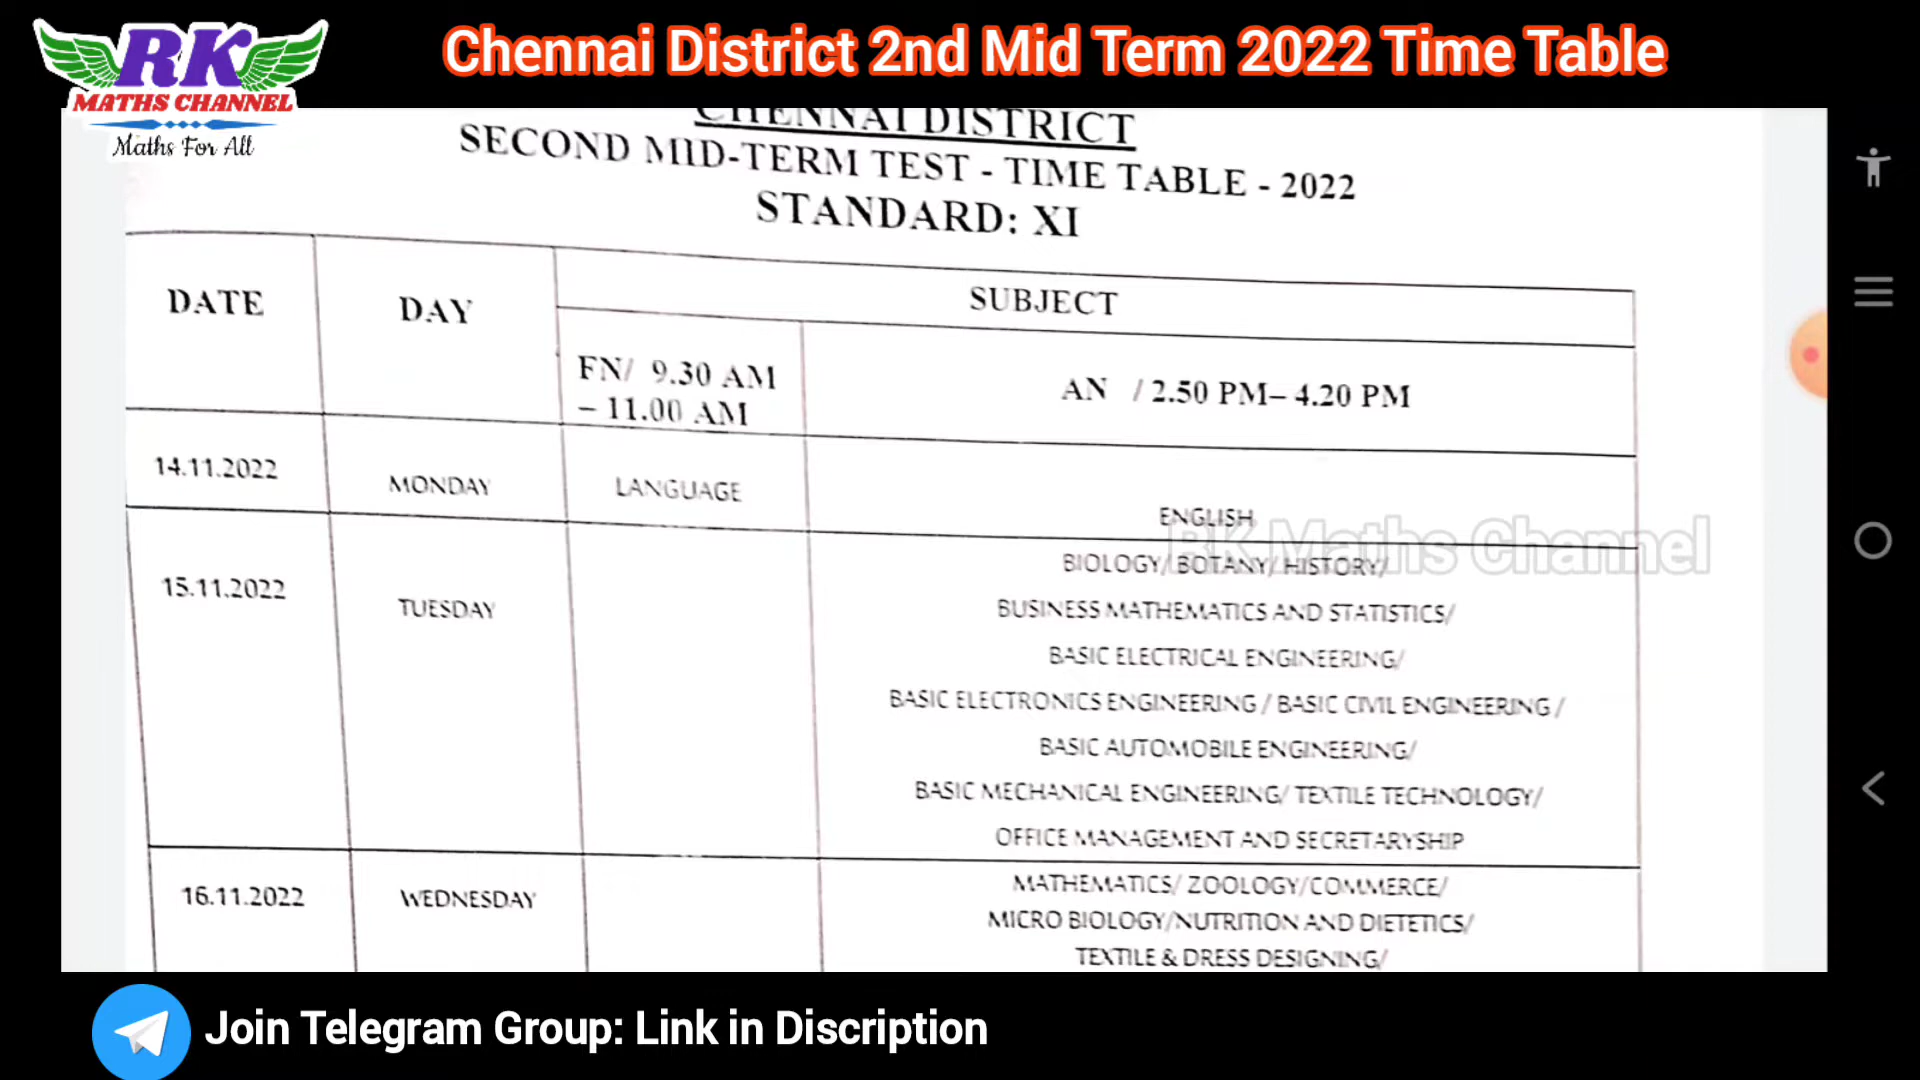 RK
MATHS CHANNEL
Maths For All
Chennai District 2nd Mid Term 2022 Time Table
CHENNAI DISTRICT
SECOND MID-TERM TEST - TIME TABLE - 2022
STANDARD: XI
DATE
DAY
SUBJECT
FN/ 9.30 AM
– 11.00 AM
AN / 2.50 PM– 4.20 PM
14.11.2022
MONDAY
LANGUAGE
ENGLISH
RK Maths Channel
15.11.2022
TUESDAY
BIOLOGY/ BOTANY/ HISTORY/
BUSINESS MATHEMATICS AND STATISTICS/
BASIC ELECTRICAL ENGINEERING/
BASIC ELECTRONICS ENGINEERING / BASIC CIVIL ENGINEERING /
BASIC AUTOMOBILE ENGINEERING/
BASIC MECHANICAL ENGINEERING/ TEXTILE TECHNOLOGY/
OFFICE MANAGEMENT AND SECRETARYSHIP
16.11.2022
WEDNESDAY
MATHEMATICS/ ZOOLOGY/COMMERCE/
MICRO BIOLOGY/NUTRITION AND DIETETICS/
TEXTILE & DRESS DESIGNING/
Join Telegram Group: Link in Discription